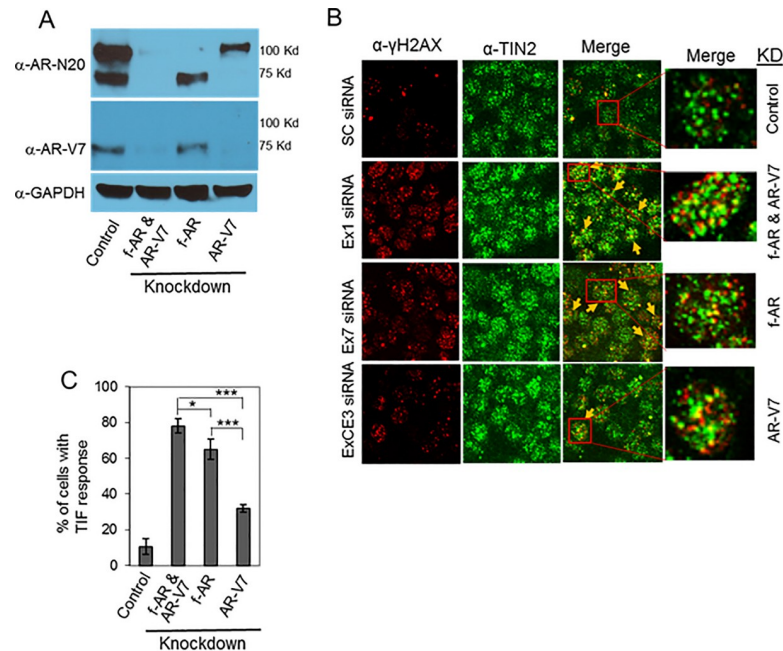 A
α-AR-N20
100 Kd
75 Kd
α-AR-V7
100 Kd
75 Kd
α-GAPDH
Control
f-AR &
AR-V7
f-AR
AR-V7
Knockdown
B
α-γH2AX
α-TIN2
Merge
Merge
KD
SC siRNA
Control
Ex1 siRNA
f-AR & AR-V7
Ex7 siRNA
f-AR
ExCE3 siRNA
AR-V7
C
% of cells with
TIF response
100
80
60
40
20
0
*
***
***
Control
f-AR &
AR-V7
f-AR
AR-V7
Knockdown